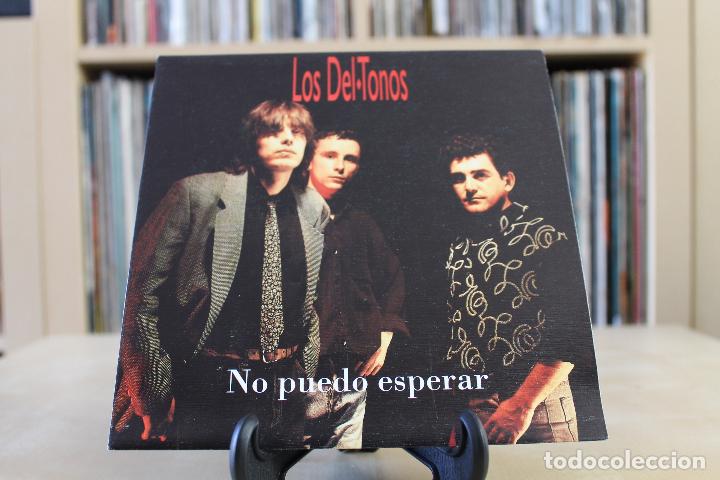 Los Del•Tonos
No puedo esperar
todocoleccion